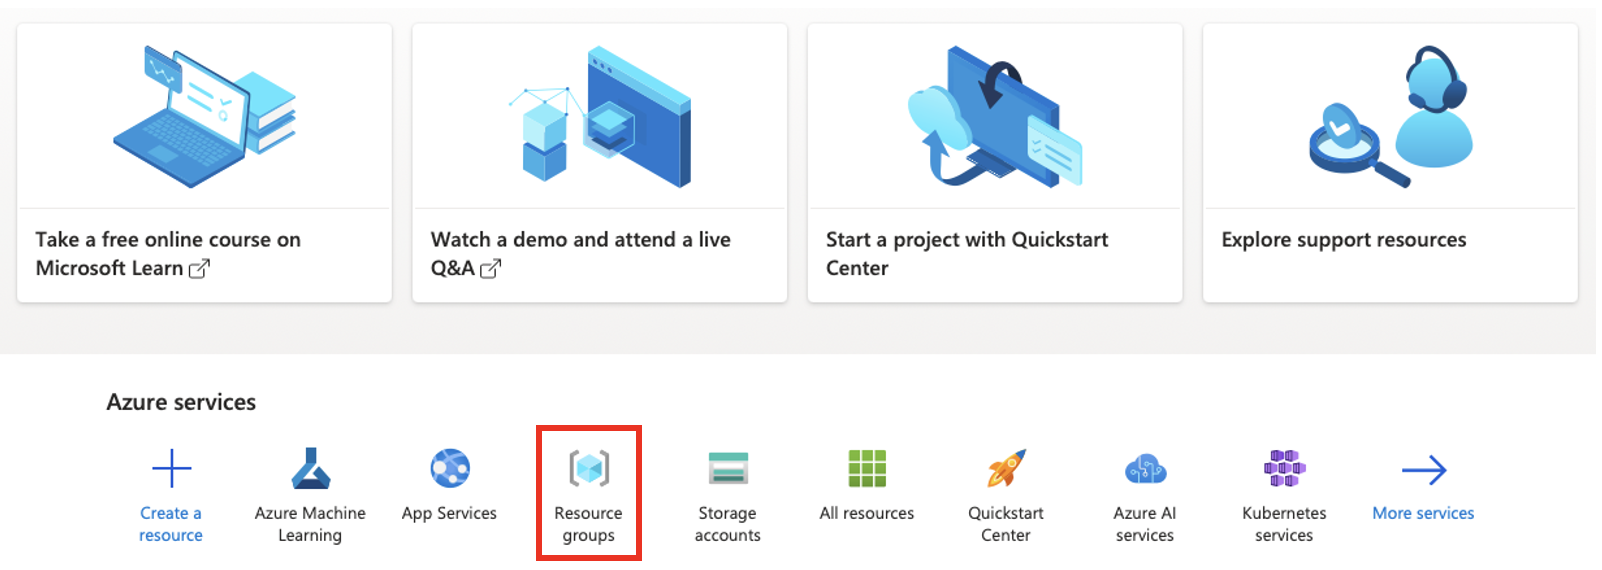 Take a free online course on
Microsoft Learn
Watch a demo and attend a live
Q&A
Start a project with Quickstart
Center
Explore support resources
Azure services
Create a
resource
Azure Machine
Learning
App Services
Resource
groups
Storage
accounts
All resources
Quickstart
Center
Azure AI
services
Kubernetes
services
More services